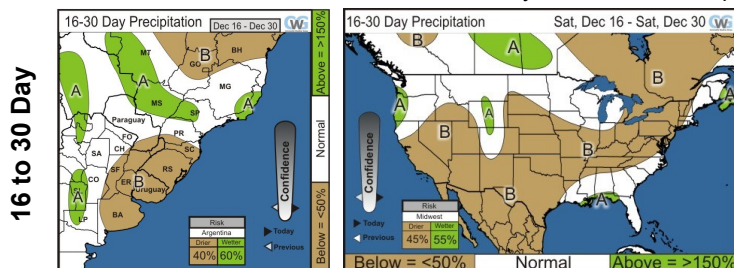 16 to 30 Day
16-30 Day Precipitation
Dec 16 - Dec 30
CWG
B
GO
BH
MT
A
A
MS
MG
A
SP
Paraguay
PR
FO
CH
SC
SA
SF
RS
CO
ER
B
Uruguay
A
LP
BA
Confidence
Today
Previous
Risk
Argentina
Drier
Wetter
40%
60%
Above = >150%
Normal
Below = <50%
16-30 Day Precipitation
Sat, Dec 16 - Sat, Dec 30
CWG
B
A
B
A
A
A
B
B
B
A
Confidence
Today
Previous
Risk
Midwest
Drier
Wetter
45%
55%
Below = <50%
Normal
Above = >150%